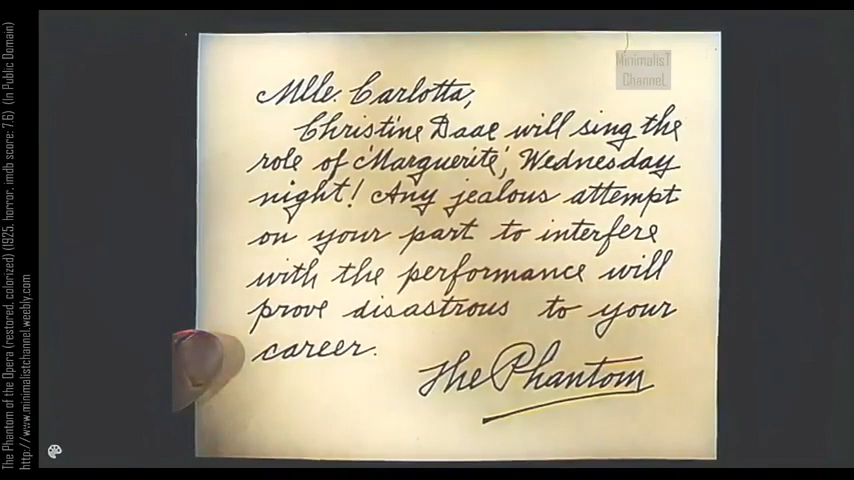 Mlle. Carlotta,
Christine Daae will sing the
role of 'Marguerite', Wednesday
night! Any jealous attempt
on your part to interfere
with the performance will
prove disastrous to your
career.
The Phantom
MinimalisT
ChanneL
The Phantom of the Opera (restored, colorized) (1925, horror, imdb score: 7.6) (In Public Domain)
http://www.minimalistchannel.weebly.com